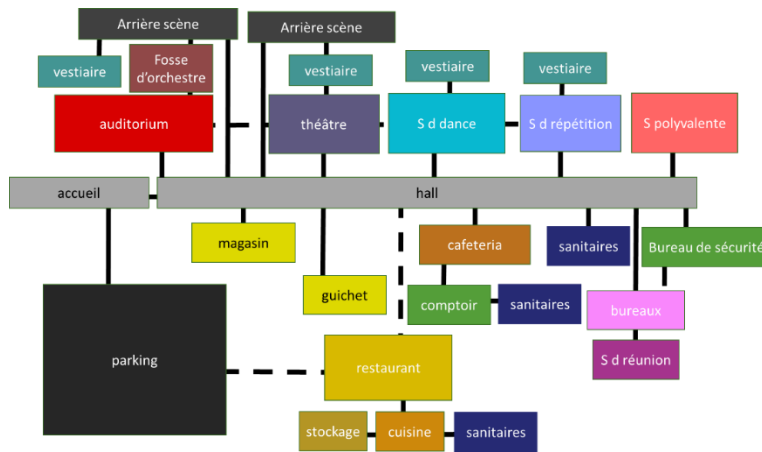 Arrière scène
Arrière scène
vestiaire
Fosse
d'orchestre
vestiaire
vestiaire
vestiaire
auditorium
théâtre
S d dance
S d répétition
S polyvalente
accueil
hall
magasin
cafeteria
sanitaires
Bureau de sécurité
guichet
comptoir
sanitaires
bureaux
parking
restaurant
S d réunion
stockage
cuisine
sanitaires